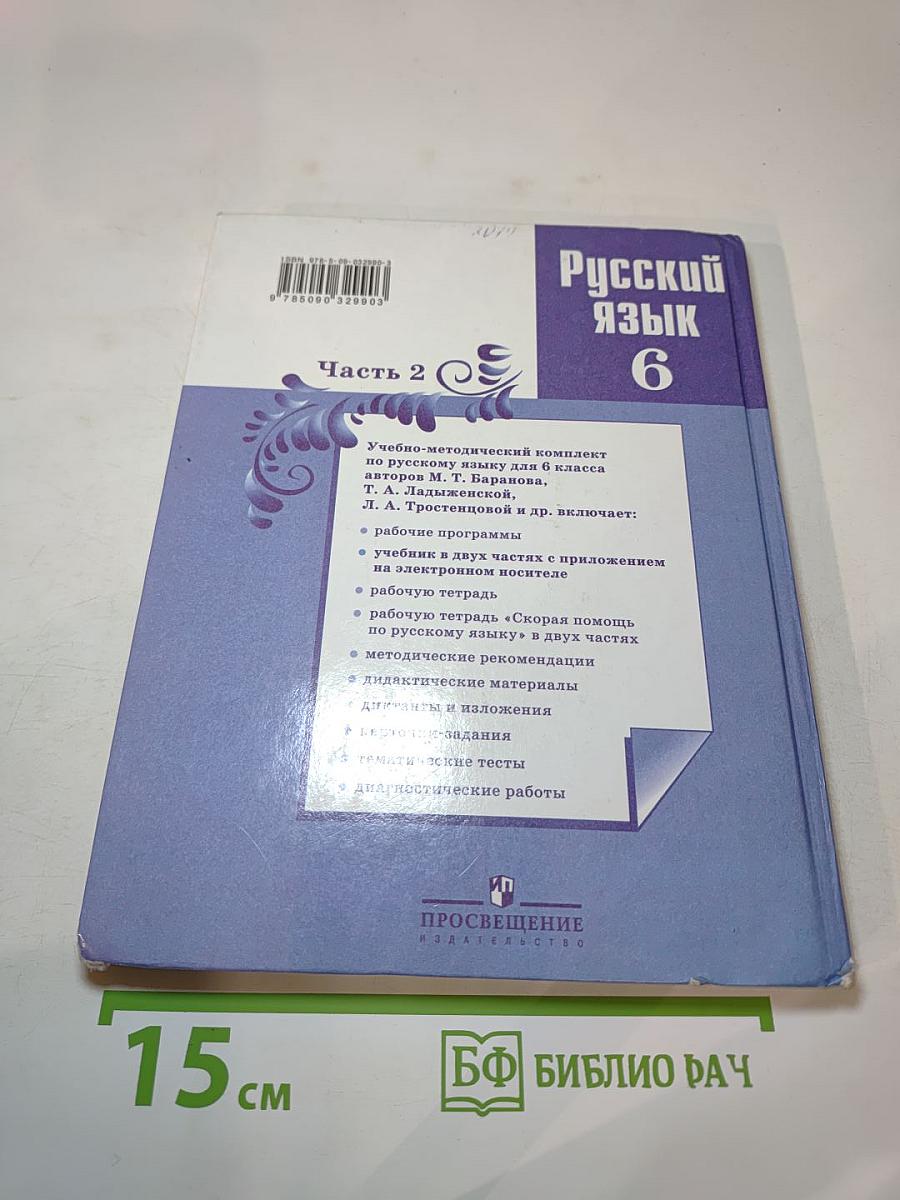 ISBN 978-5-09-032990-3
9 785090 329903
Русский
язык
6
Часть 2
Учебно-методический комплект
по русскому языку для 6 класса
авторов М. Т. Баранова,
Т. А. Ладыженской,
Л. А. Тростенцовой и др. включает:
• рабочие программы
• учебник в двух частях с приложением
на электронном носителе
• рабочую тетрадь
• рабочую тетрадь «Скорая помощь
по русскому языку» в двух частях
• методические рекомендации
• дидактические материалы
• диктанты и изложения
• карточки-задания
• тематические тесты
• диагностические работы
ИП
ПРОСВЕЩЕНИЕ
ИЗДАТЕЛЬСТВО
15 см
БФ
БИБЛИО